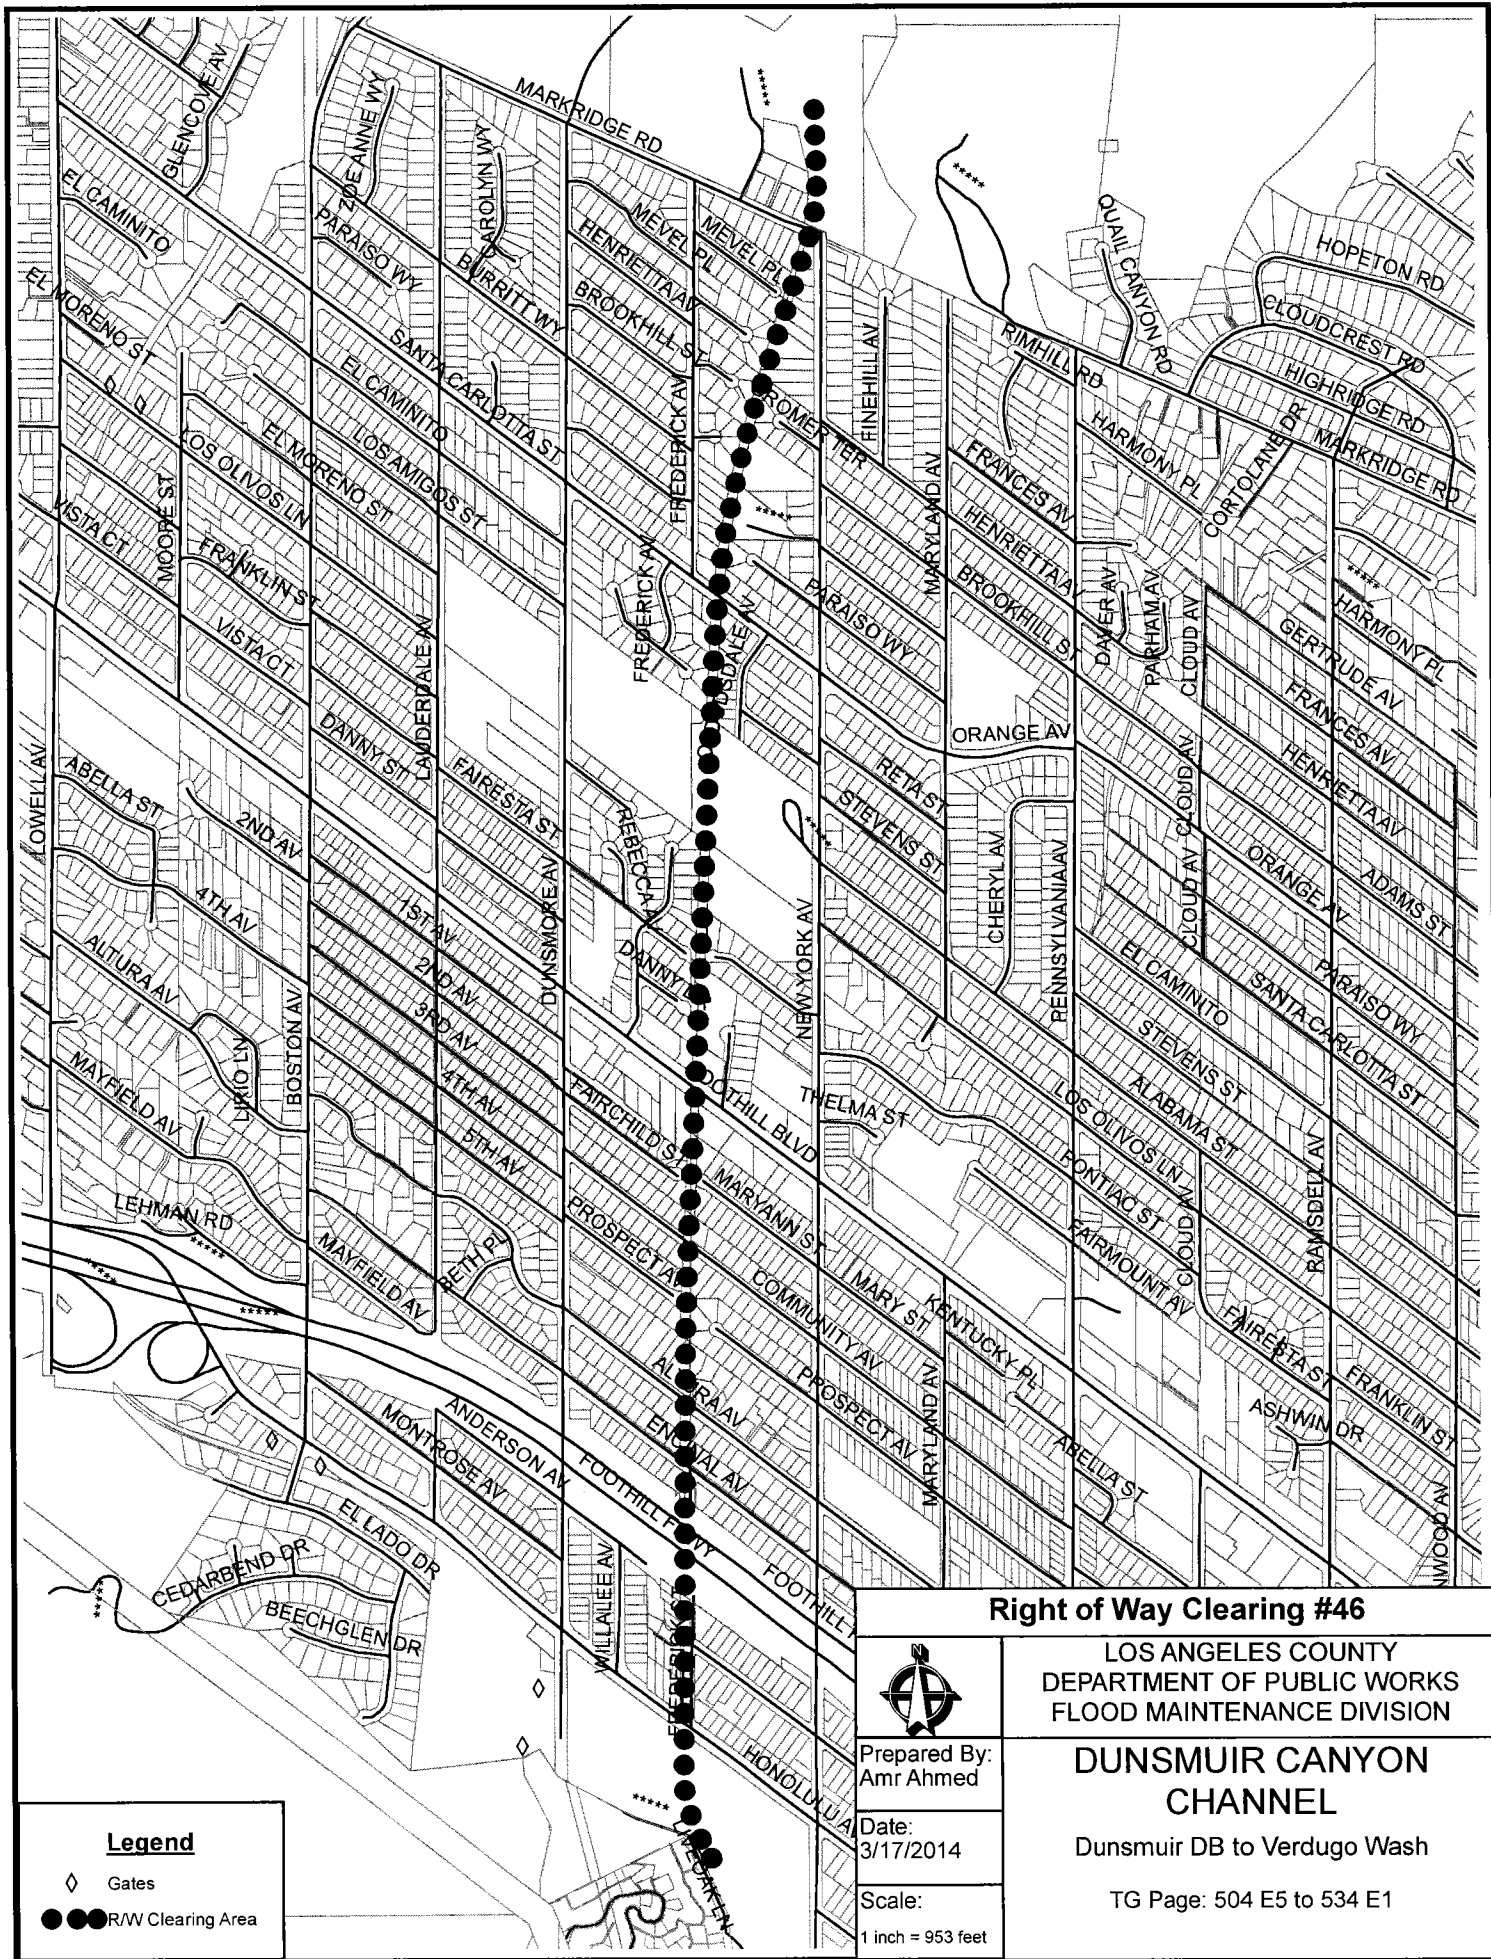 MARKRIDGE RD
GLENCOVE AV
ZOE ANNE WY
CAROLYN WY
*****
*****
EL CAMINITO
PARAISO WY
BURRITT WY
MEVEL PL
MEVEL PL
HENRIETTA AV
BROOKHILL ST
QUAIL CANYON RD
HOPETON RD
CLOUDCREST RD
HIGHRIDGE RD
MARKRIDGE RD
RIMHILL RD
FINEHILL AV
EL MORENO ST
SANTA CARLOTTA ST
EL CAMINITO
LOS AMIGOS ST
EL MORENO ST
LOS OLIVOS LN
FREDERICK AV
ROMER TER
MARYLAND AV
FRANCES AV
HARMONY PL
CORTOLANE DR
VISTA CT
MOORE ST
FRANKLIN ST
VISTA CT
*****
HENRIETTA AV
BROOKHILL ST
*****
HARMONY PL
DAVER AV
PARHAM AV
CLOUD AV
GERTRUDE AV
FRANCES AV
HENRIETTA AV
FREDERICK AV
PARAISO WY
LAUDERDALE AV
DANNY ST
ORANGE AV
RETA ST
STEVENS ST
CLOUD AV
LOWELL AV
ABELLA ST
2ND AV
FAIRESTA ST
REBECCA
*****
CHERYL AV
PENNSYLVANIA AV
CLOUD AV
ORANGE AV
ADAMS ST
4TH AV
1ST AV
2ND AV
3RD AV
4TH AV
5TH AV
DUNSMORE AV
DANNY
NEW YORK AV
EL CAMINITO
SANTA CARLOTTA ST
PARAISO WY
ALTURA AV
LIRIO LN
BOSTON AV
MAYFIELD AV
FAIRCHILD ST
OOTHILL BLVD
THELMA ST
STEVENS ST
ALABAMA ST
LOS OLIVOS LN
PONTIAC ST
CLOUD AV
RAMSDELL AV
LEHMAN RD
*****
*****
*****
MAYFIELD AV
BETH PL
PROSPECT AV
MARYANN ST
COMMUNITY AV
MARY ST
KENTUCKY PL
FAIRMOUNT AV
FAIRESTA ST
FRANKLIN ST
ASHWIN DR
PROSPECT AV
MARYLAND AV
ABELLA ST
NWOOD AV
MONTROSE AV
ANDERSON AV
FOOTHILL F WY
FOOTHILL F
EL LADO DR
CEDARBEND DR
BEECHGLEN DR
*****
WILLALEE AV
HONOLULU A
*****
Right of Way Clearing #46
N
LOS ANGELES COUNTY
DEPARTMENT OF PUBLIC WORKS
FLOOD MAINTENANCE DIVISION
Prepared By:
Amr Ahmed
Date:
3/17/2014
Scale:
1 inch = 953 feet
DUNSMUIR CANYON
CHANNEL
Dunsmuir DB to Verdugo Wash
TG Page: 504 E5 to 534 E1
Legend
Gates
R/W Clearing Area